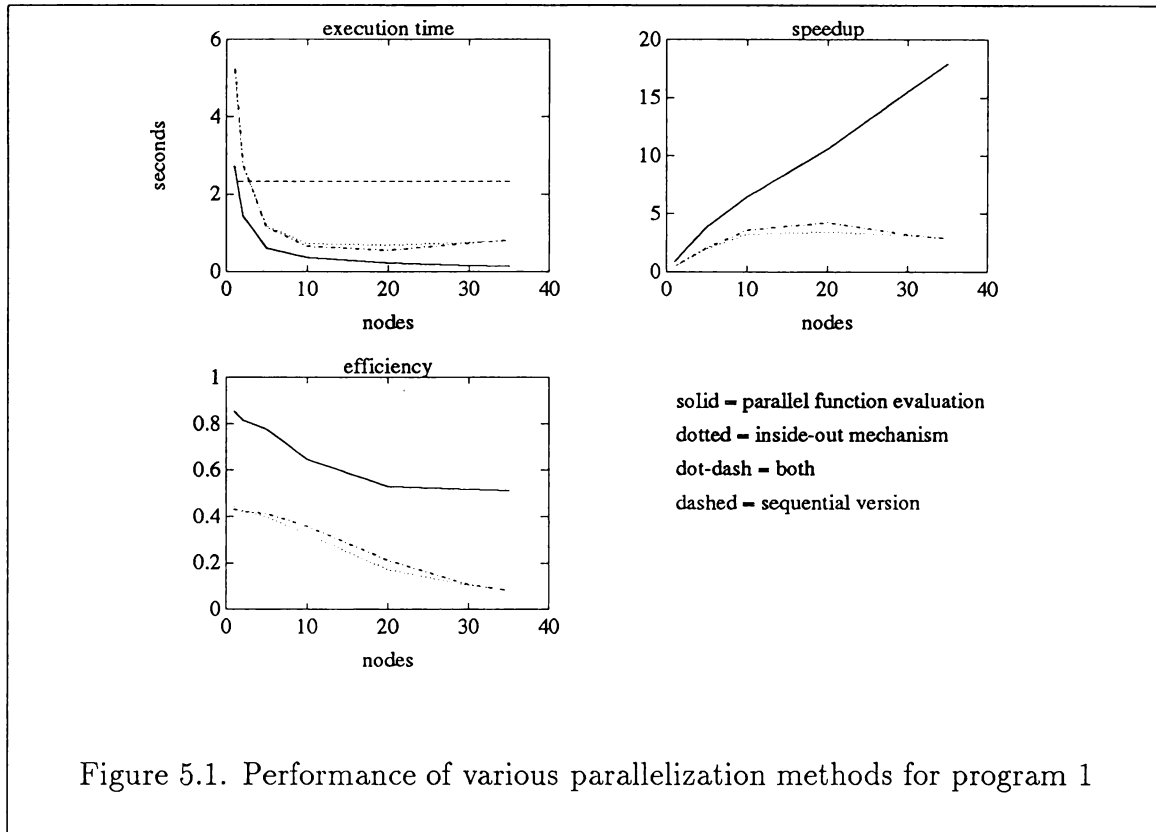 execution time
6
4
2
0
seconds
0 10 20 30 40
nodes
speedup
20
15
10
5
0
0 10 20 30 40
nodes
efficiency
1
0.8
0.6
0.4
0.2
0
0 10 20 30 40
nodes
solid = parallel function evaluation
dotted = inside-out mechanism
dot-dash = both
dashed = sequential version
Figure 5.1. Performance of various parallelization methods for program 1